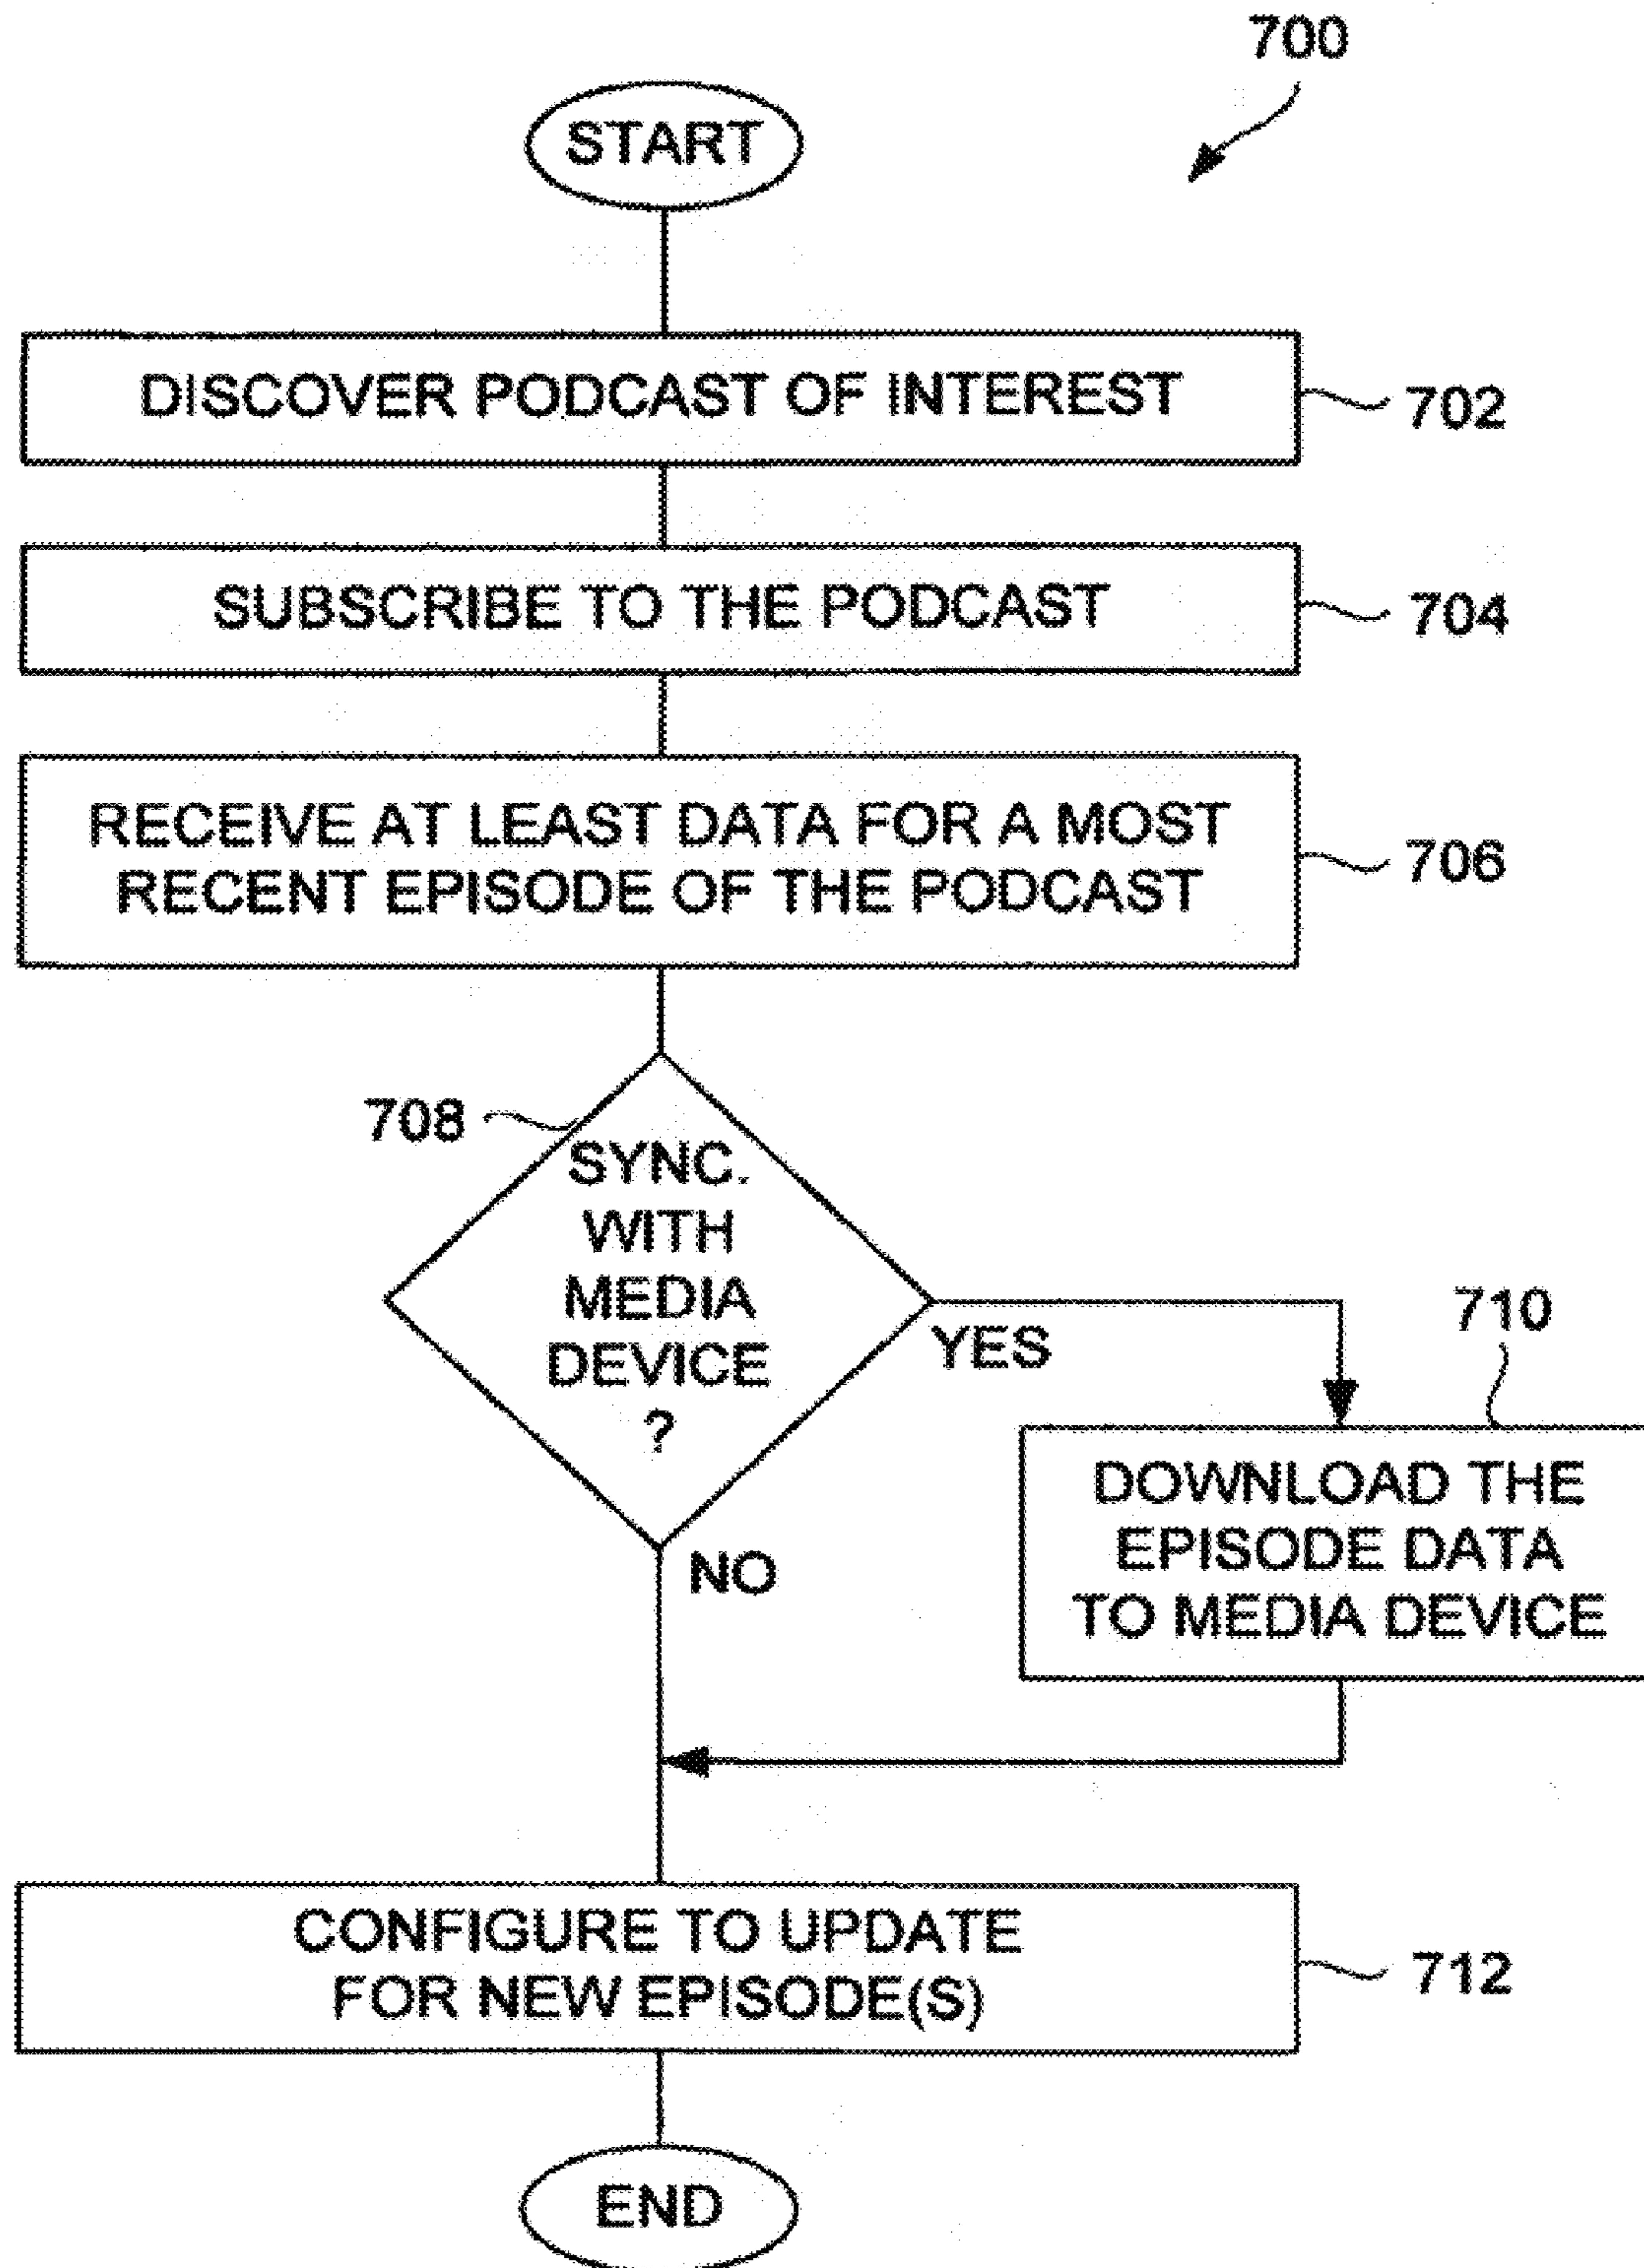 700
START
DISCOVER PODCAST OF INTEREST
702
SUBSCRIBE TO THE PODCAST
704
RECEIVE AT LEAST DATA FOR A MOST
RECENT EPISODE OF THE PODCAST
706
708
SYNC.
WITH
MEDIA
DEVICE
?
YES
NO
710
DOWNLOAD THE
EPISODE DATA
TO MEDIA DEVICE
CONFIGURE TO UPDATE
FOR NEW EPISODE(S)
712
END